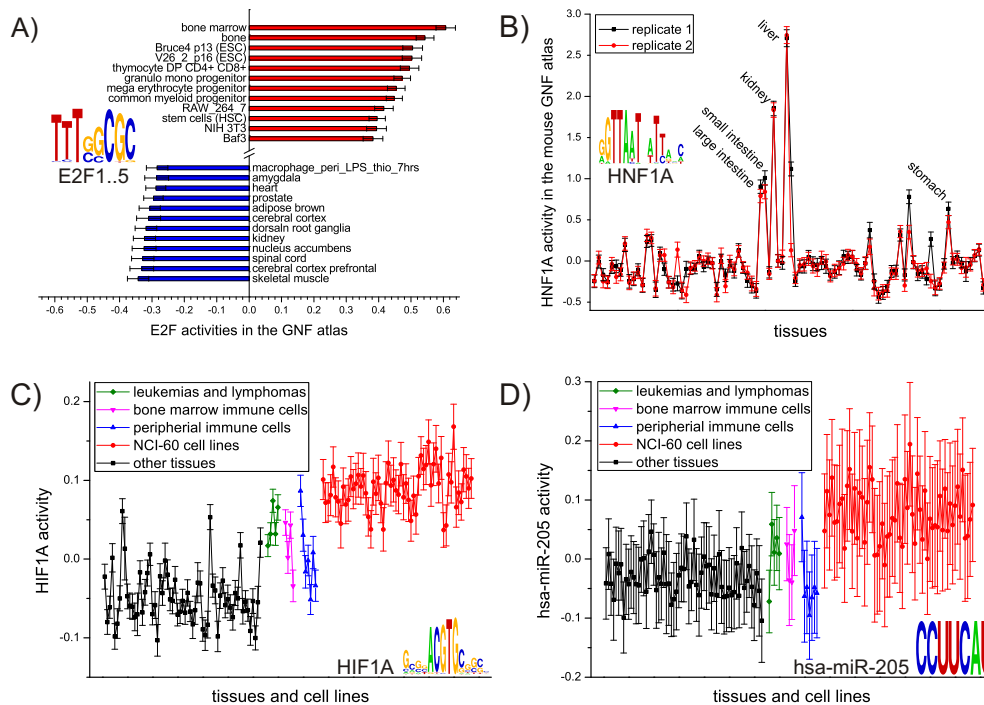 A)
bone marrow
bone
Bruce4 p13 (ESC)
V26_2_p16 (ESC)
thymocyte DP CD4+ CD8+
granulo mono progenitor
mega erythrocyte progenitor
common myeloid progenitor
RAW_264_7
stem cells (HSC)
NIH 3T3
Baf3
TTTGGCGC
E2F1..5
macrophage_peri_LPS_thio_7hrs
amygdala
heart
prostate
adipose brown
cerebral cortex
dorsaln root ganglia
kidney
nucleus accumbens
spinal cord
cerebral cortex prefrontal
skeletal muscle
-0.6 -0.5 -0.4 -0.3 -0.2 -0.1 0.0 0.1 0.2 0.3 0.4 0.5 0.6
E2F activities in the GNF atlas
B)
HNF1A activity in the mouse GNF atlas
3.0
2.5
2.0
1.5
1.0
0.5
0.0
-0.5
replicate 1
replicate 2
liver
kidney
small intestine
large intestine
stomach
HNF1A
tissues
C)
HIF1A activity
0.2
0.1
0.0
-0.1
leukemias and lymphomas
bone marrow immune cells
peripherial immune cells
NCI-60 cell lines
other tissues
ACGTG
HIF1A
tissues and cell lines
D)
hsa-miR-205 activity
0.3
0.2
0.1
0.0
-0.1
-0.2
leukemias and lymphomas
bone marrow immune cells
peripherial immune cells
NCI-60 cell lines
other tissues
hsa-miR-205
CCUUCAU
tissues and cell lines